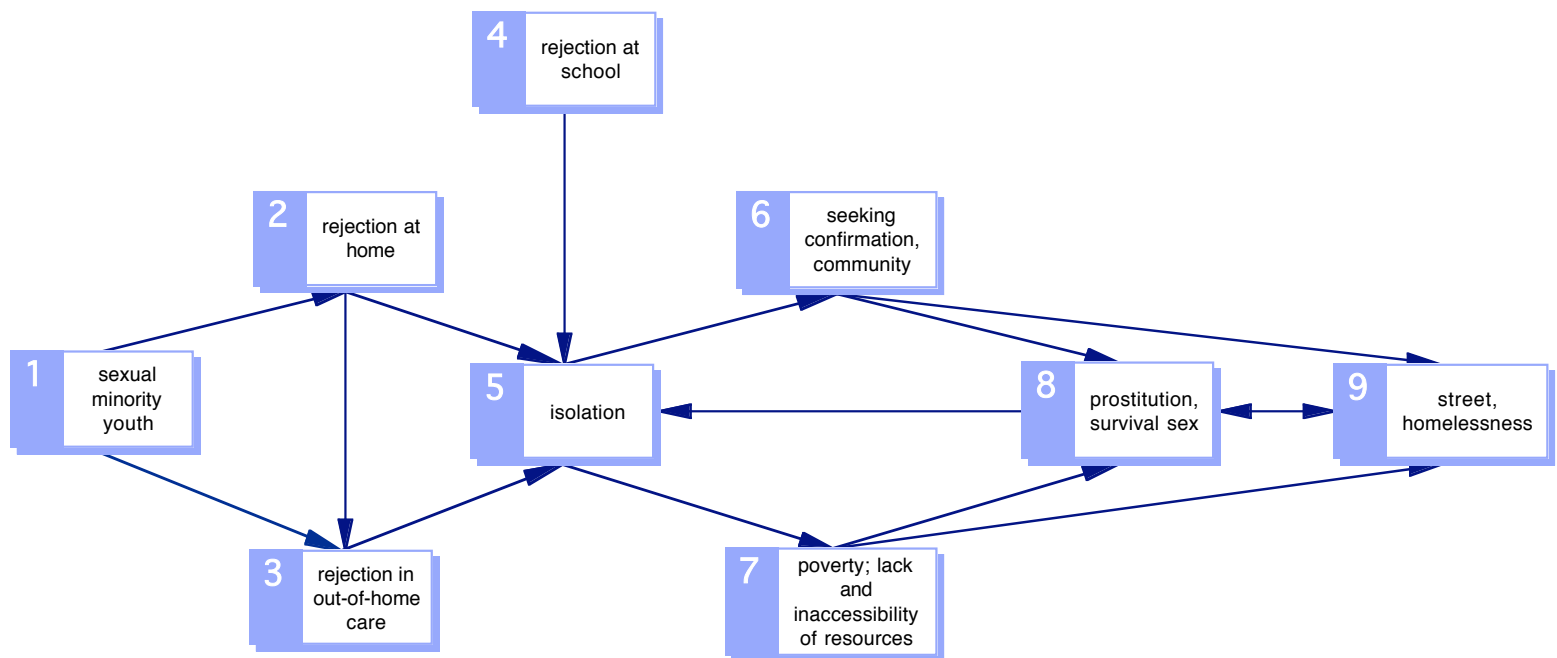 4
rejection at
school
2
rejection at
home
6
seeking
confirmation,
community
1
sexual
minority
youth
5
isolation
8
prostitution,
survival sex
9
street,
homelessness
3
rejection in
out-of-home
care
7
poverty; lack
and
inaccessibility
of resources